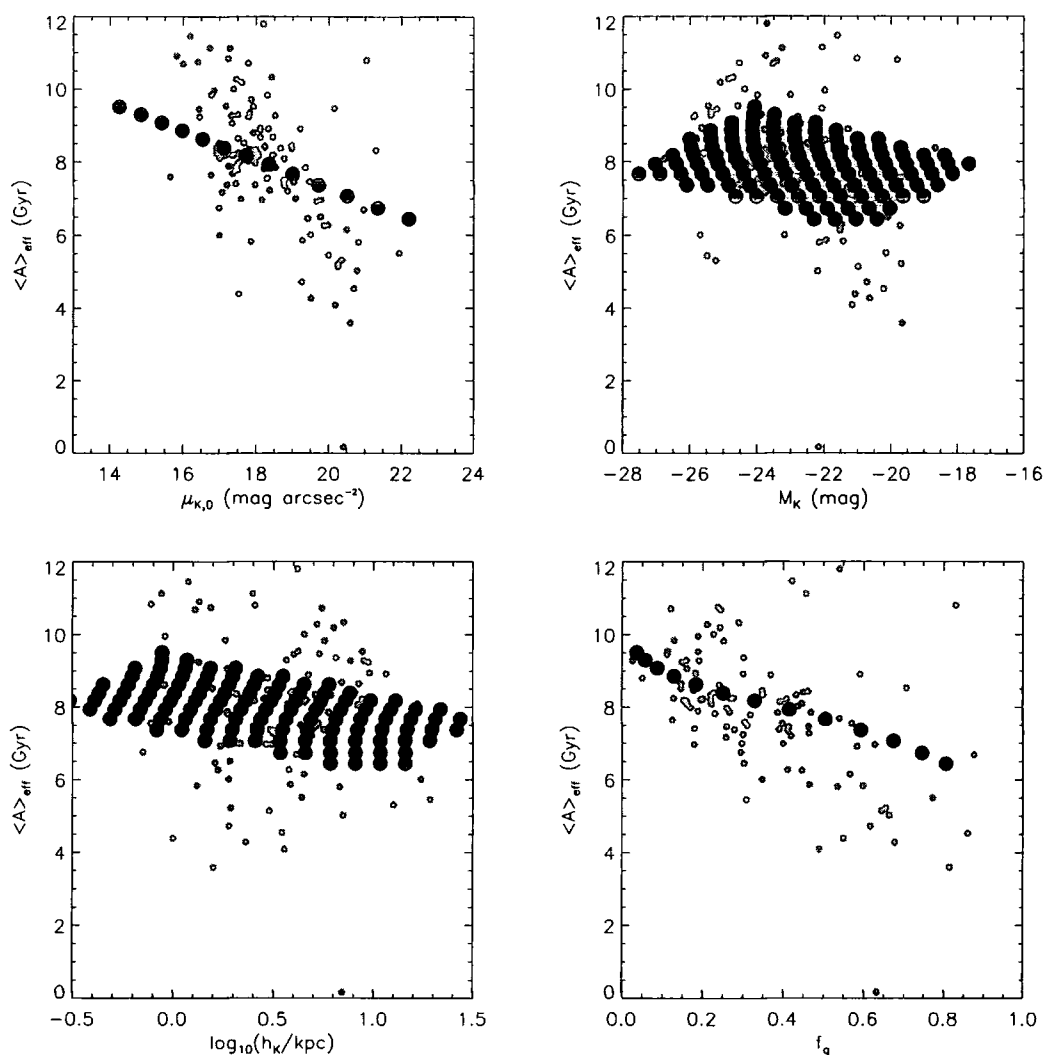 12
10
8
6
4
2
0
<A>eff (Gyr)
14 16 18 20 22 24
μK,0 (mag arcsec⁻²)
12
10
8
6
4
2
0
<A>eff (Gyr)
−28 −26 −24 −22 −20 −18 −16
MK (mag)
12
10
8
6
4
2
0
<A>eff (Gyr)
−0.5 0.0 0.5 1.0 1.5
log10(hK/kpc)
12
10
8
6
4
2
0
<A>eff (Gyr)
0.0 0.2 0.4 0.6 0.8 1.0
fg